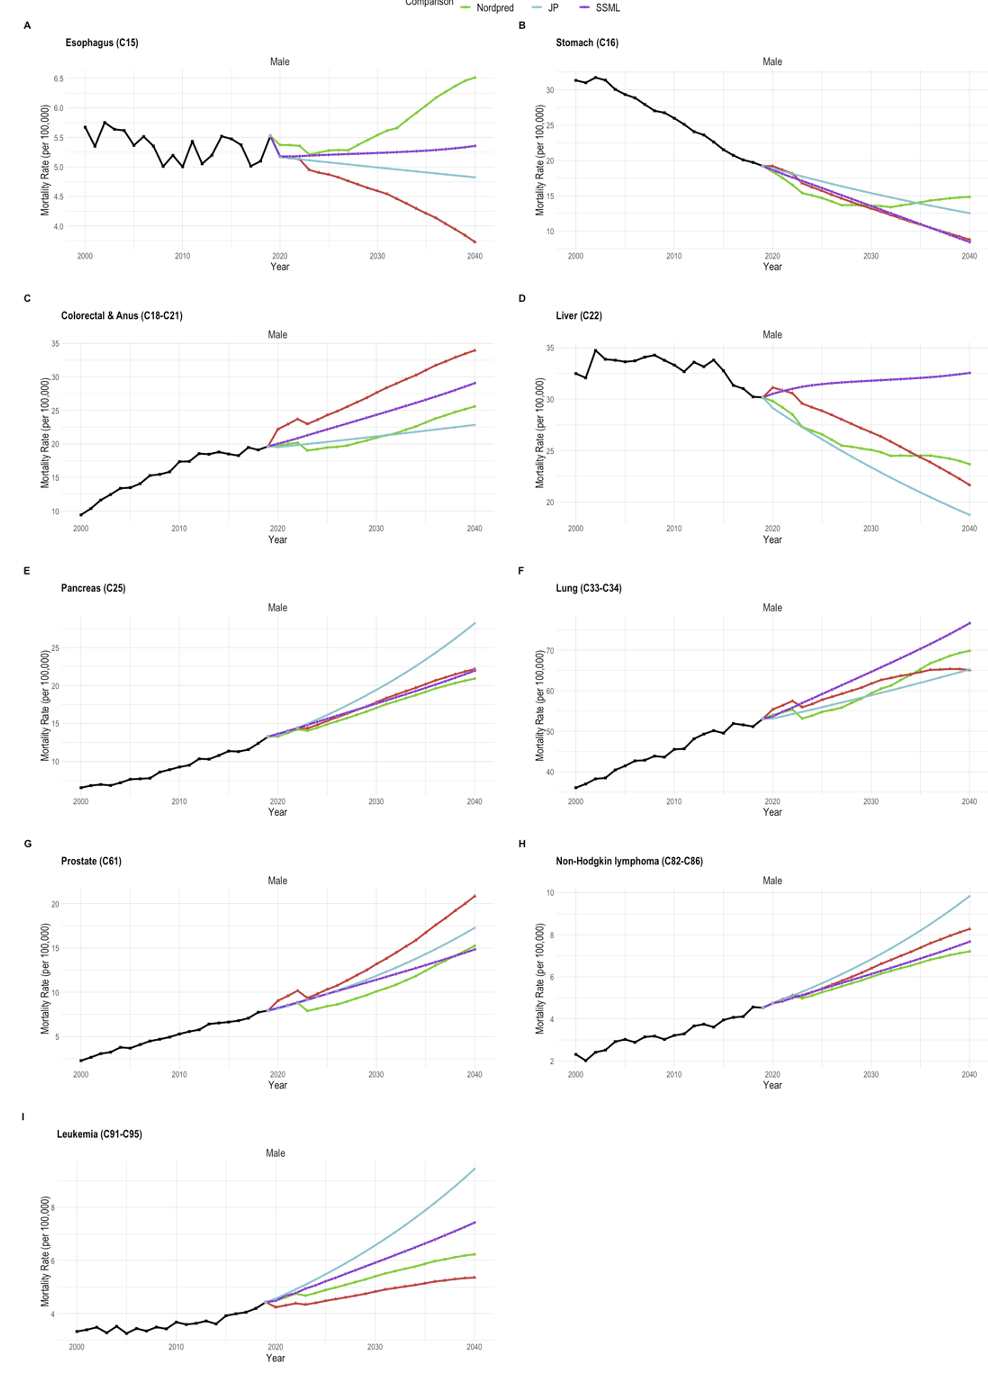 Comparison Nordpred JP SSML
A B
Esophagus (C15) Stomach (C16)
Male Male
Mortality Rate (per 100,000)
6.5
6.0
5.5
5.0
4.5
4.0
2000 2010 2020 2030 2040
Year
Mortality Rate (per 100,000)
30
25
20
15
10
2000 2010 2020 2030 2040
Year
C D
Colorectal & Anus (C18-C21) Liver (C22)
Male Male
Mortality Rate (per 100,000)
35
30
25
20
15
10
2000 2010 2020 2030 2040
Year
Mortality Rate (per 100,000)
35
30
25
20
2000 2010 2020 2030 2040
Year
E F
Pancreas (C25) Lung (C33-C34)
Male Male
Mortality Rate (per 100,000)
25
20
15
10
2000 2010 2020 2030 2040
Year
Mortality Rate (per 100,000)
70
60
50
40
2000 2010 2020 2030 2040
Year
G H
Prostate (C61) Non-Hodgkin lymphoma (C82-C86)
Male Male
Mortality Rate (per 100,000)
20
15
10
5
2000 2010 2020 2030 2040
Year
Mortality Rate (per 100,000)
10
8
6
4
2
2000 2010 2020 2030 2040
Year
I
Leukemia (C91-C95)
Male
Mortality Rate (per 100,000)
8
6
4
2000 2010 2020 2030 2040
Year